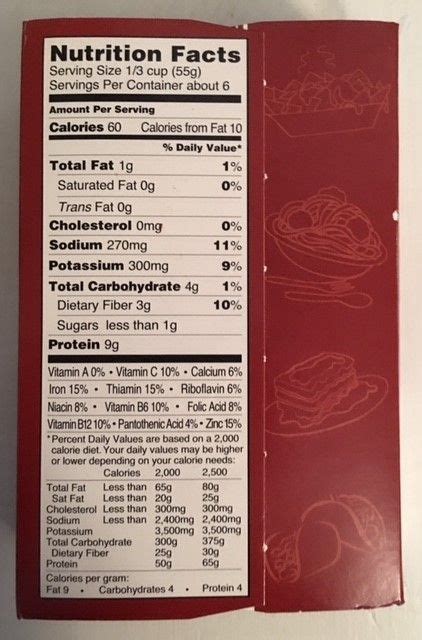 Nutrition Facts
Serving Size 1/3 cup (55g)
Servings Per Container about 6
Amount Per Serving
Calories 60 Calories from Fat 10
% Daily Value*
Total Fat 1g 1%
Saturated Fat 0g 0%
Trans Fat 0g
Cholesterol 0mg 0%
Sodium 270mg 11%
Potassium 300mg 9%
Total Carbohydrate 4g 1%
Dietary Fiber 3g 10%
Sugars less than 1g
Protein 9g
Vitamin A 0% • Vitamin C 10% • Calcium 6%
Iron 15% • Thiamin 15% • Riboflavin 6%
Niacin 8% • Vitamin B6 10% • Folic Acid 8%
Vitamin B12 10% • Pantothenic Acid 4% • Zinc 15%
*Percent Daily Values are based on a 2,000
calorie diet. Your daily values may be higher
or lower depending on your calorie needs:
Calories 2,000 2,500
Total Fat Less than 65g 80g
Sat Fat Less than 20g 25g
Cholesterol Less than 300mg 300mg
Sodium Less than 2,400mg 2,400mg
Potassium 3,500mg 3,500mg
Total Carbohydrate 300g 375g
Dietary Fiber 25g 30g
Protein 50g 65g
Calories per gram:
Fat 9 • Carbohydrates 4 • Protein 4